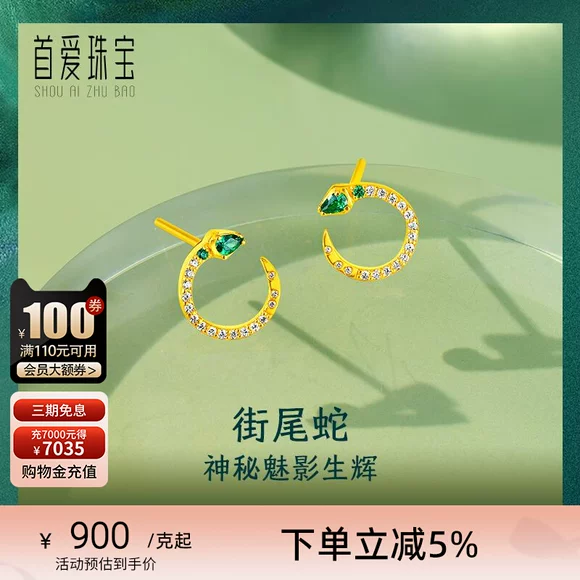 首爱珠宝
SHOU AI ZHU BAO
¥100券
满110元可用
会员大额券>
三期免息
充7000元得
¥7035
购物金充值
街尾蛇
神秘魅影生辉
¥ 900 /克起
活动预估到手价
下单立减5%